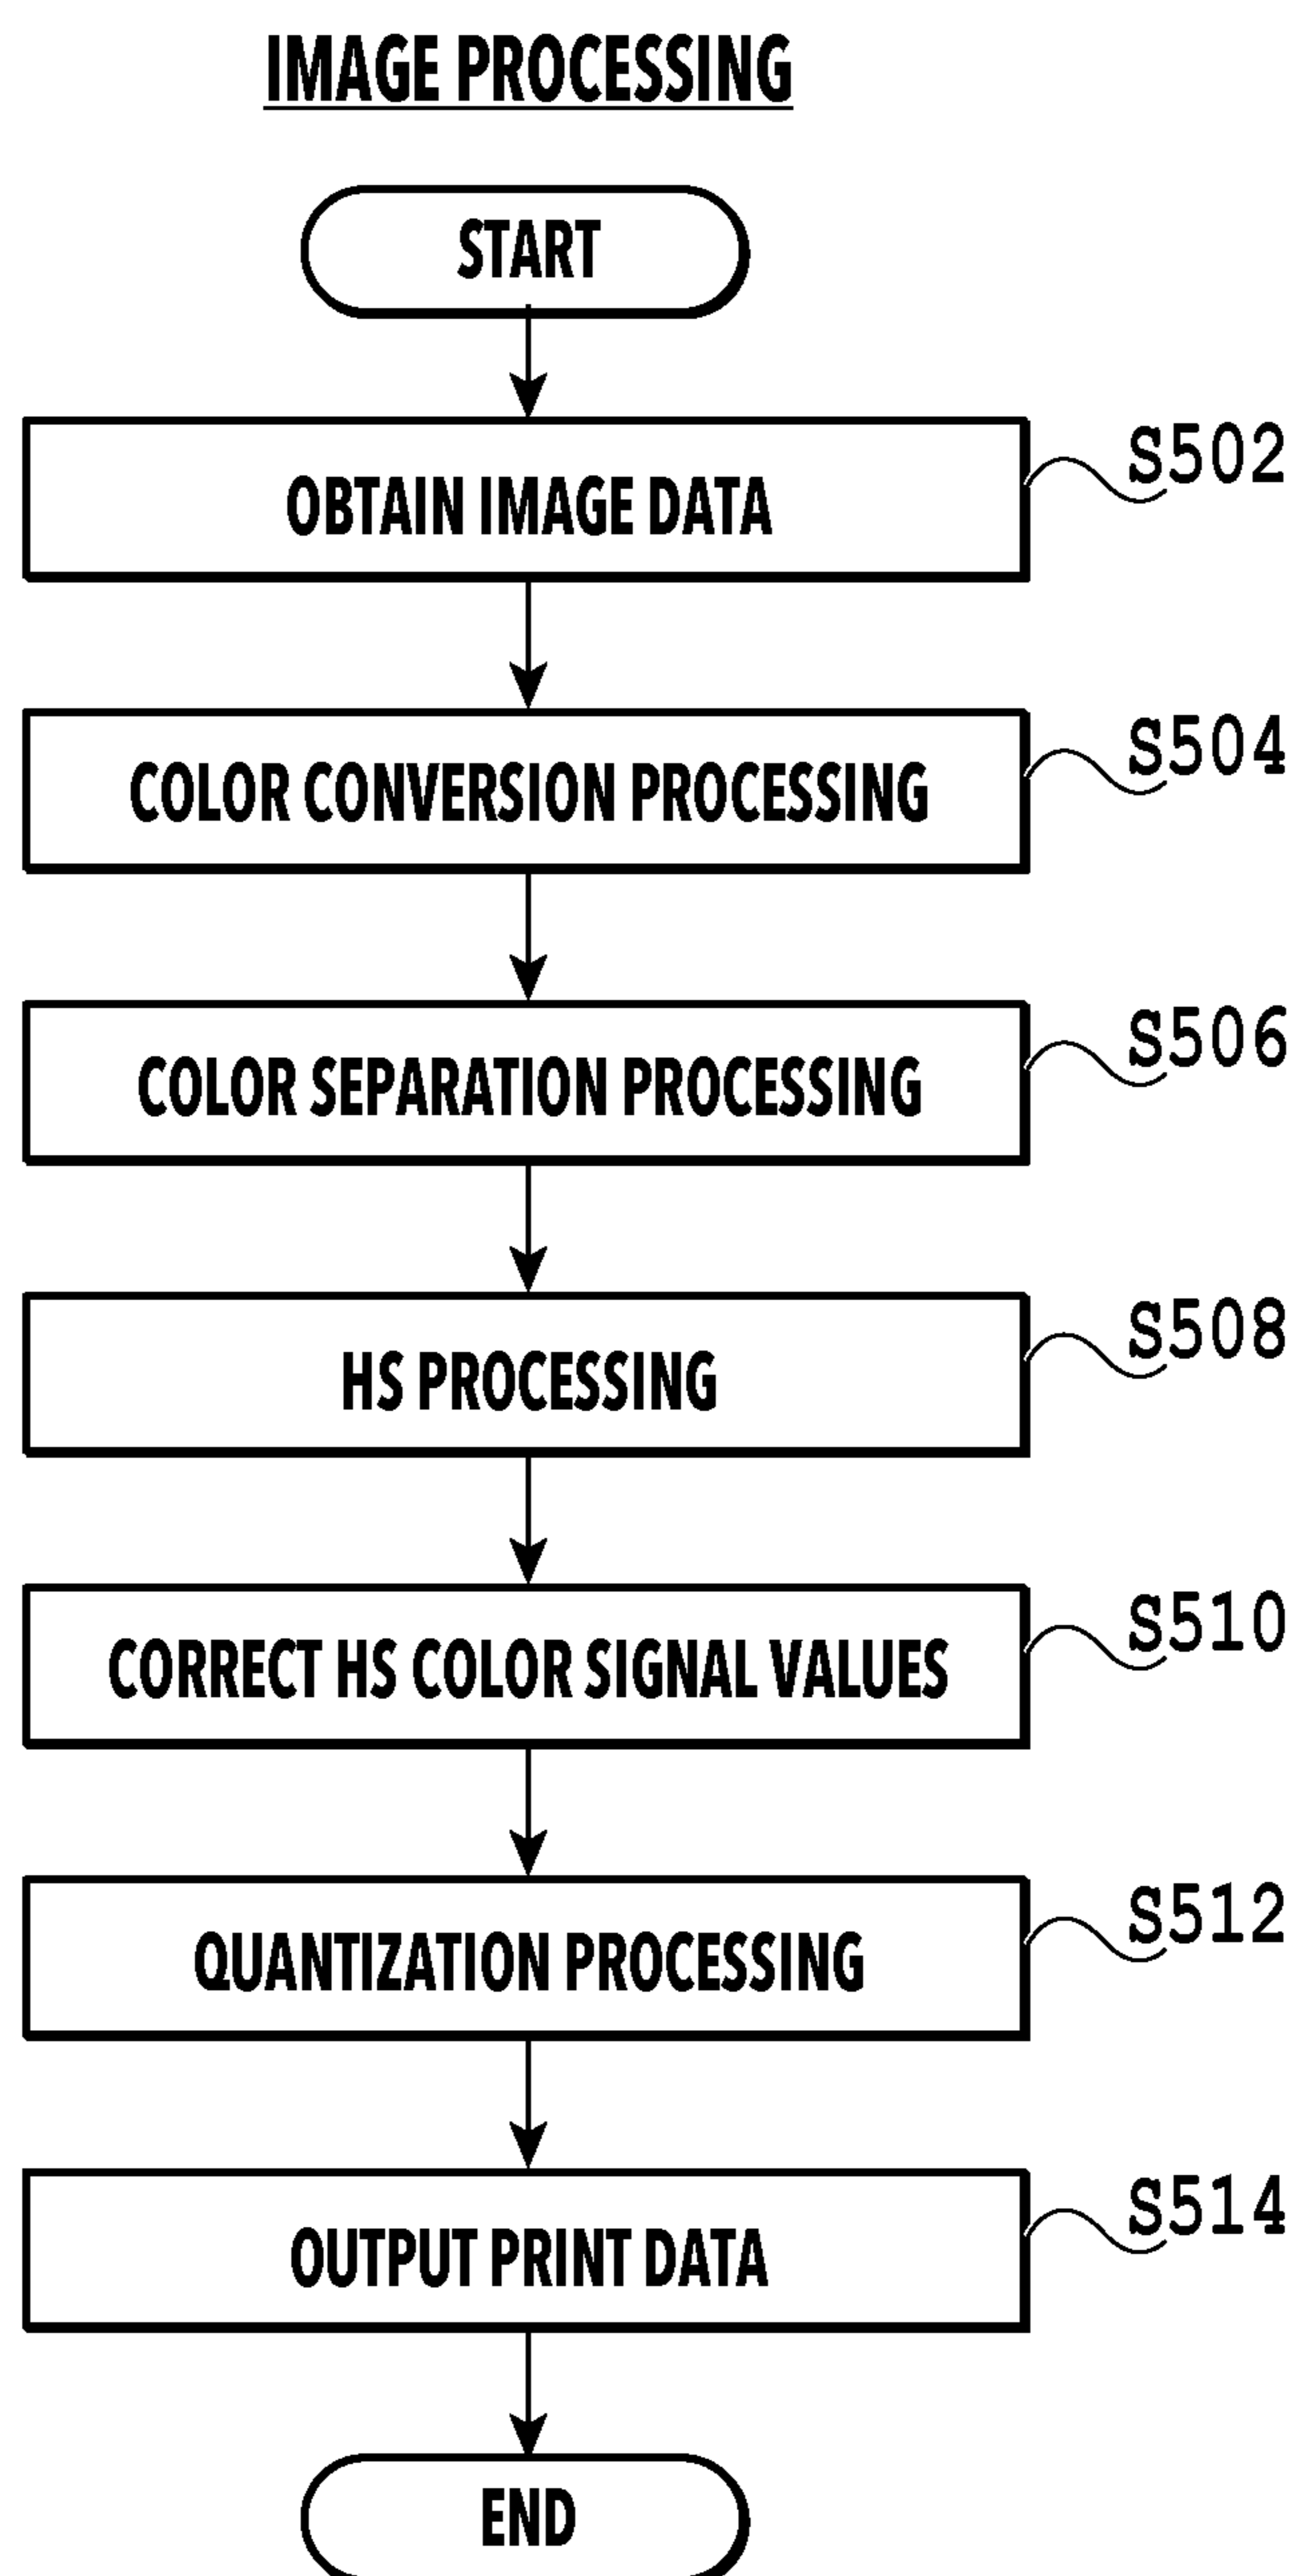 IMAGE PROCESSING
START
OBTAIN IMAGE DATA
S502
COLOR CONVERSION PROCESSING
S504
COLOR SEPARATION PROCESSING
S506
HS PROCESSING
S508
CORRECT HS COLOR SIGNAL VALUES
S510
QUANTIZATION PROCESSING
S512
OUTPUT PRINT DATA
S514
END